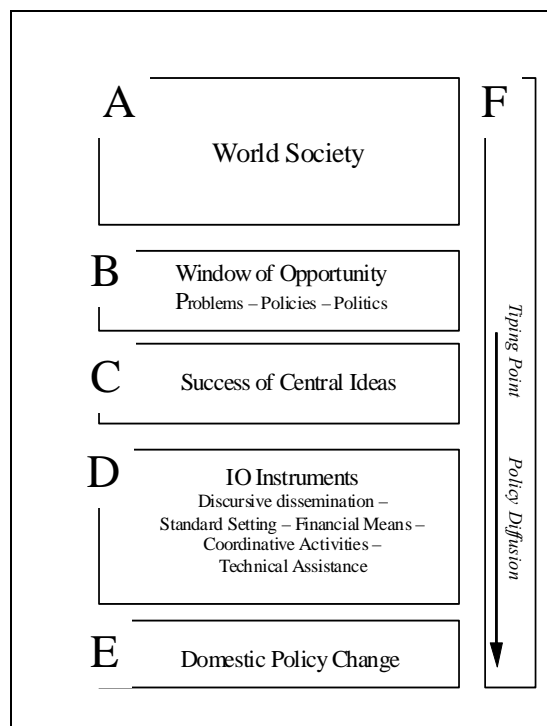 A
World Society
B
Window of Opportunity
Problems – Policies – Politics
C
Success of Central Ideas
D
IO Instruments
Discursive dissemination –
Standard Setting – Financial Means –
Coordinative Activities –
Technical Assistance
E
Domestic Policy Change
F
Tiping Point
Policy Diffusion